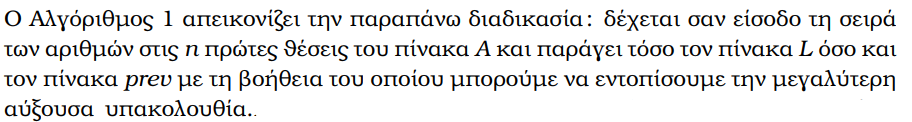 Ο Αλγόριθμος 1 απεικονίζει την παραπάνω διαδικασία: δέχεται σαν είσοδο τη σειρά
των αριθμών στις n πρώτες θέσεις του πίνακα A και παράγει τόσο τον πίνακα L όσο και
τον πίνακα prev με τη βοήθεια του οποίου μπορούμε να εντοπίσουμε την μεγαλύτερη
αύξουσα υπακολουθία..